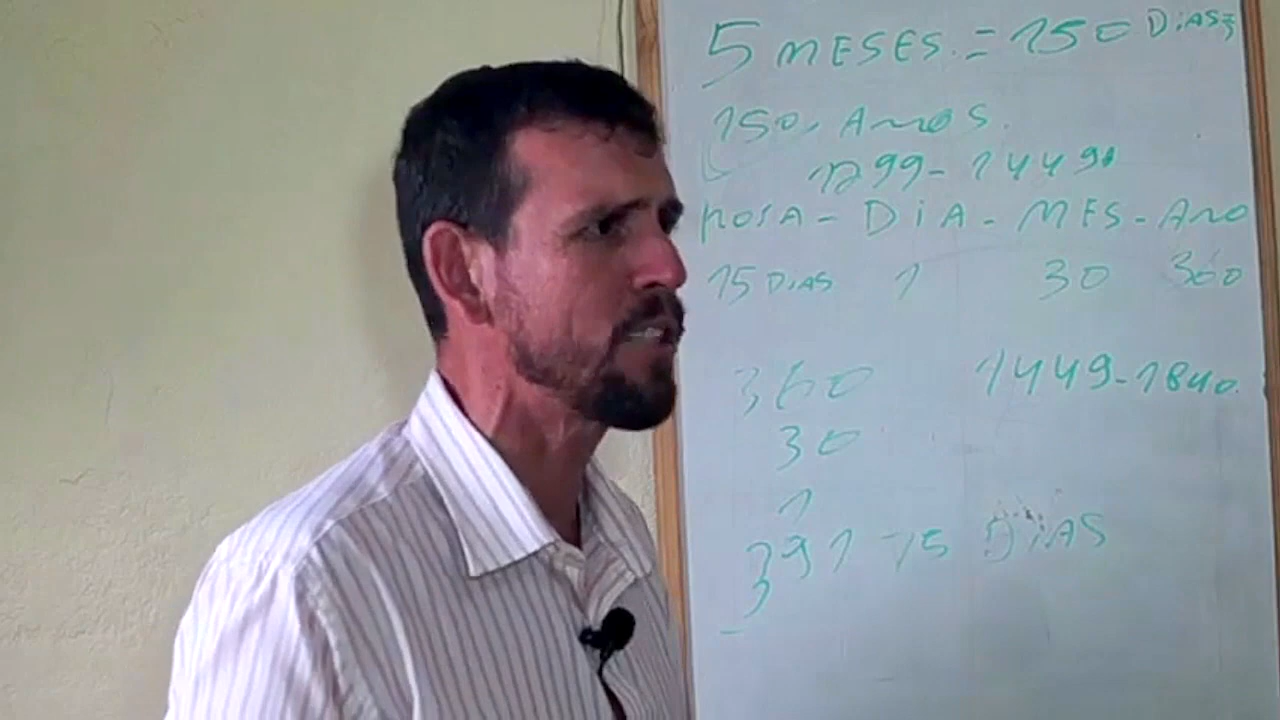 5 MESES. = 150 DiAS
150, ANOS.
1299-1449
HORA - DIA - MES - ANO
15 DIAS 1 30 360
360 1449-1840.
30
1
391 15 DiAS